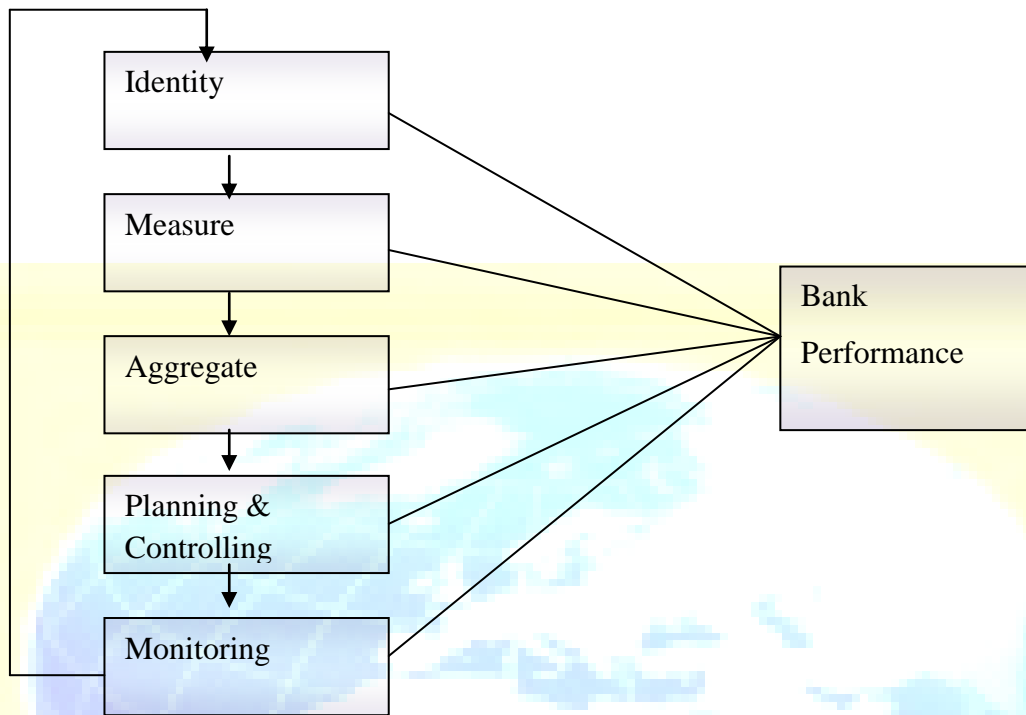 Identity
Measure
Bank
Performance
Aggregate
Planning &
Controlling
Monitoring